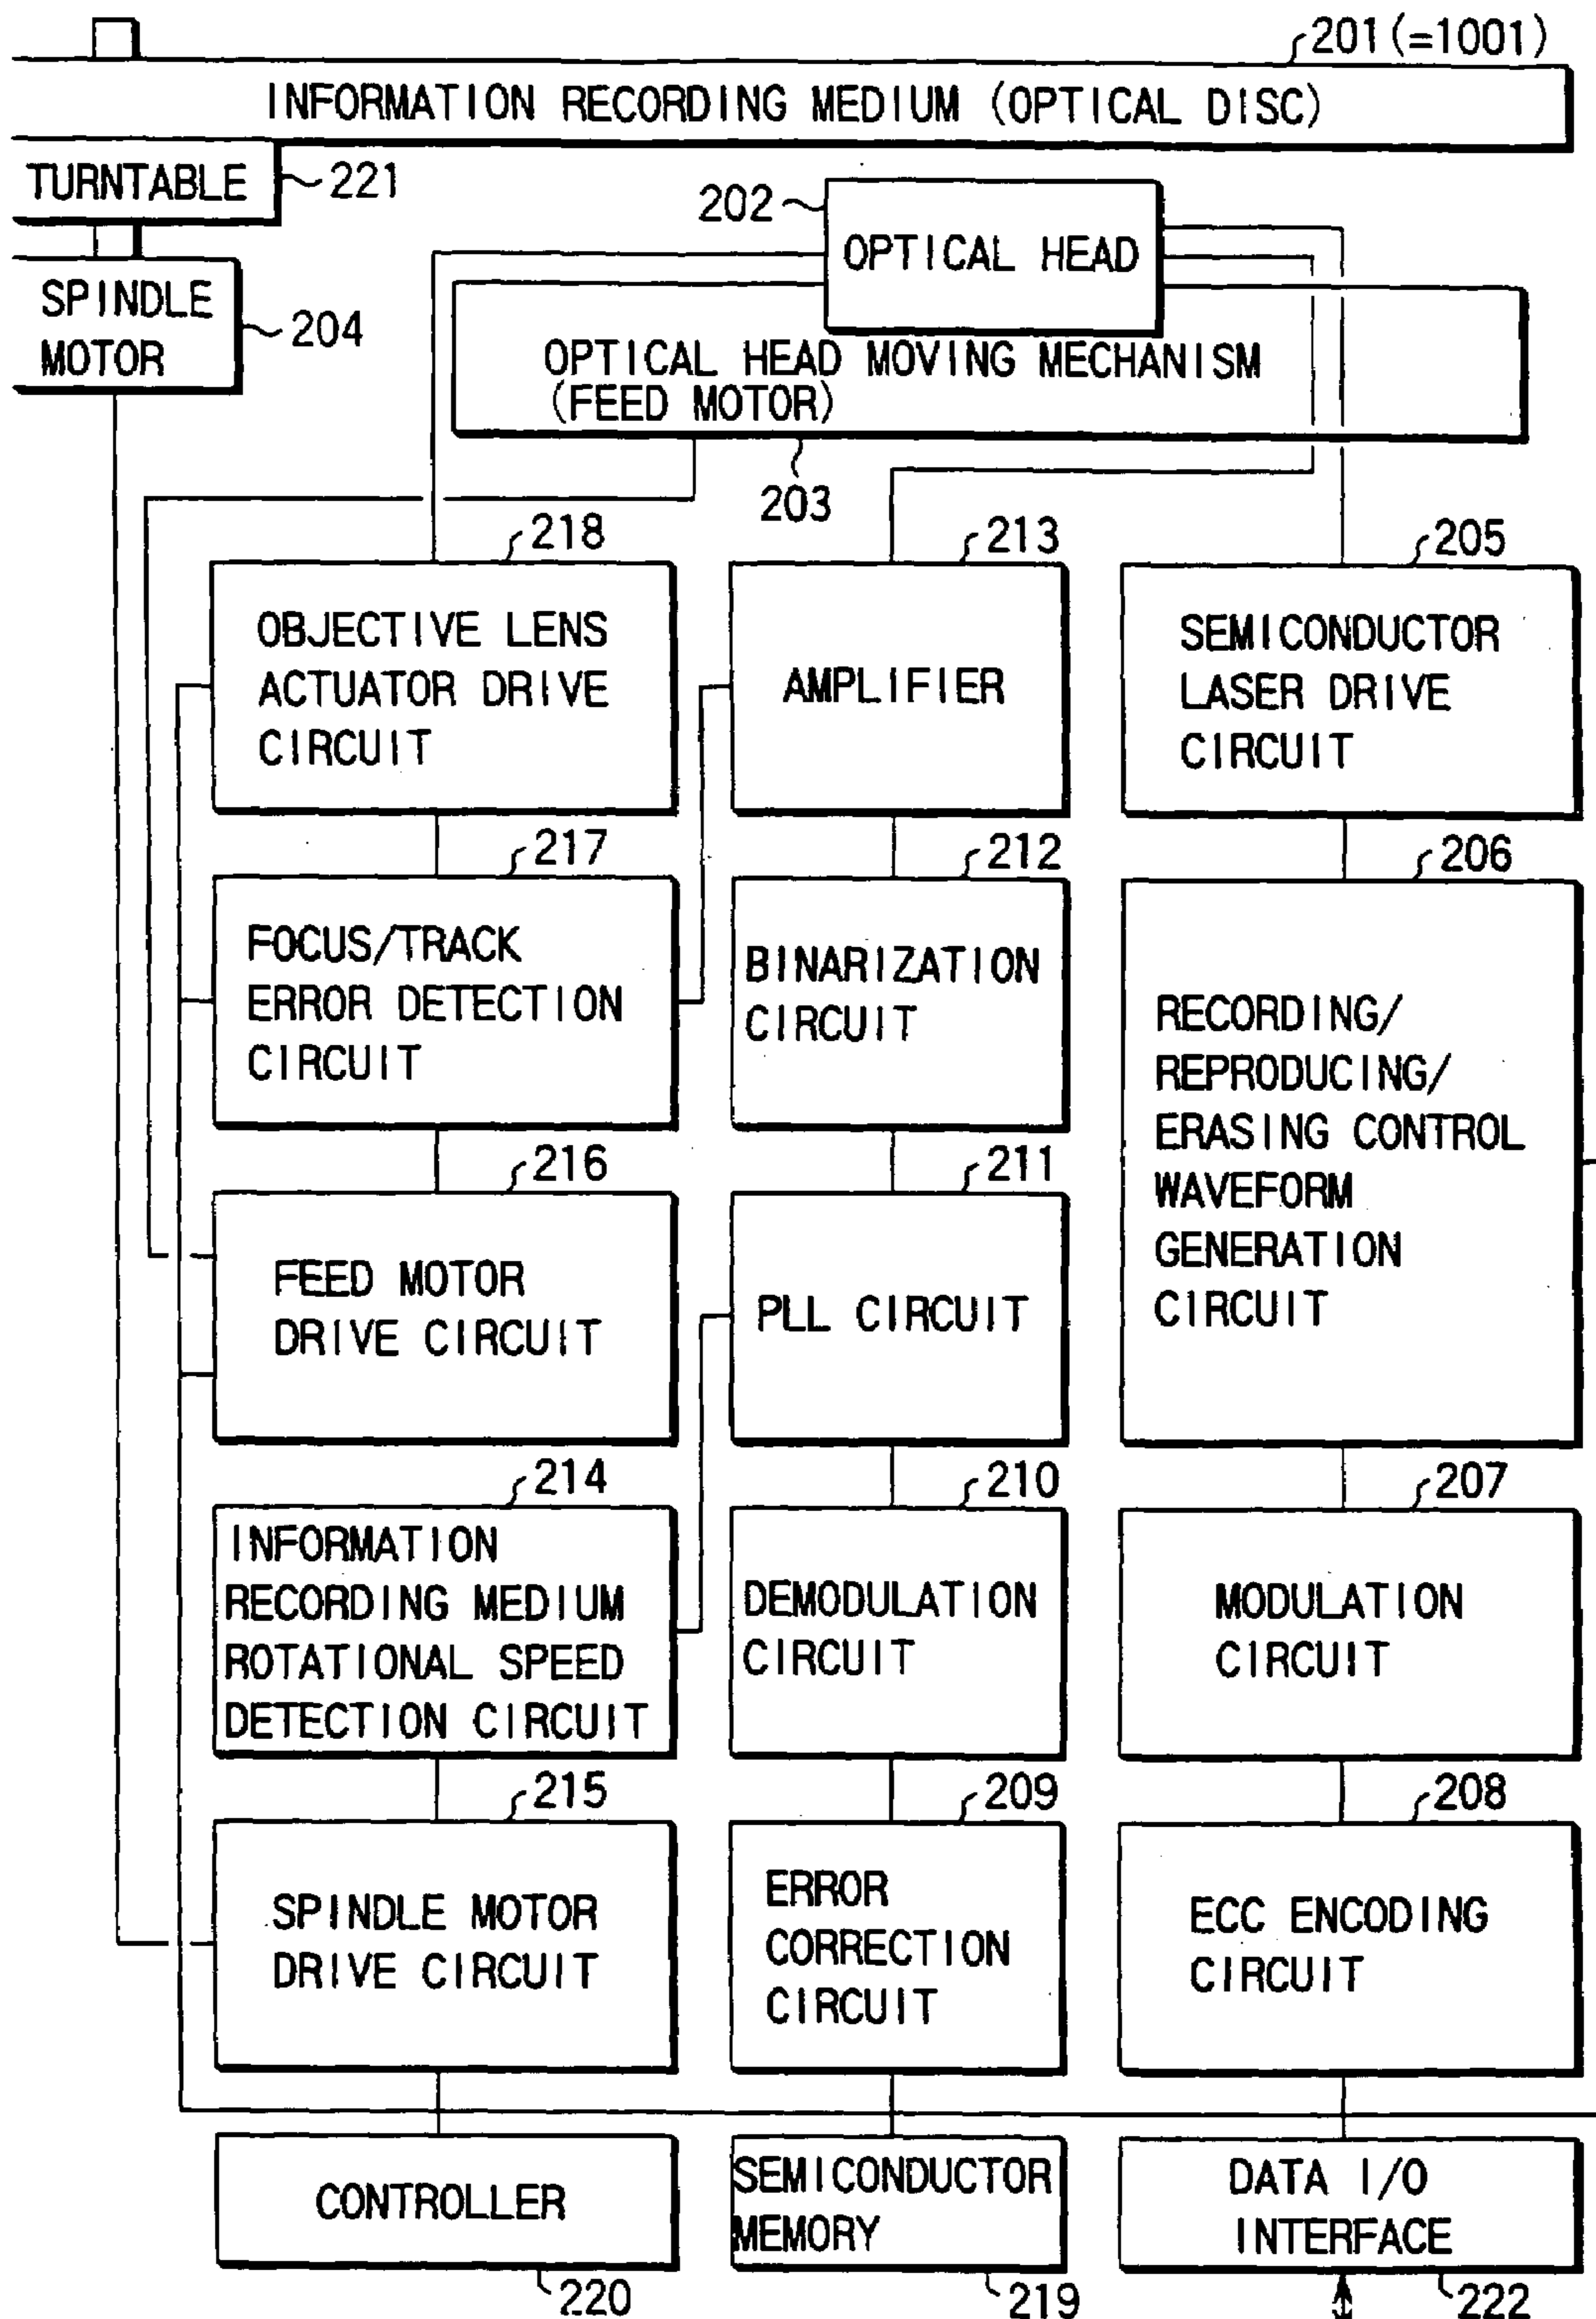 201(=1001)
INFORMATION RECORDING MEDIUM (OPTICAL DISC)
TURNTABLE
221
202
OPTICAL HEAD
SPINDLE
MOTOR
204
OPTICAL HEAD MOVING MECHANISM
(FEED MOTOR)
203
218
OBJECTIVE LENS
ACTUATOR DRIVE
CIRCUIT
213
AMPLIFIER
205
SEMICONDUCTOR
LASER DRIVE
CIRCUIT
217
FOCUS/TRACK
ERROR DETECTION
CIRCUIT
212
BINARIZATION
CIRCUIT
206
RECORDING/
REPRODUCING/
ERASING CONTROL
WAVEFORM
GENERATION
CIRCUIT
216
FEED MOTOR
DRIVE CIRCUIT
211
PLL CIRCUIT
214
INFORMATION
RECORDING MEDIUM
ROTATIONAL SPEED
DETECTION CIRCUIT
210
DEMODULATION
CIRCUIT
207
MODULATION
CIRCUIT
215
SPINDLE MOTOR
DRIVE CIRCUIT
209
ERROR
CORRECTION
CIRCUIT
208
ECC ENCODING
CIRCUIT
CONTROLLER
220
SEMICONDUCTOR
MEMORY
219
DATA I/O
INTERFACE
222